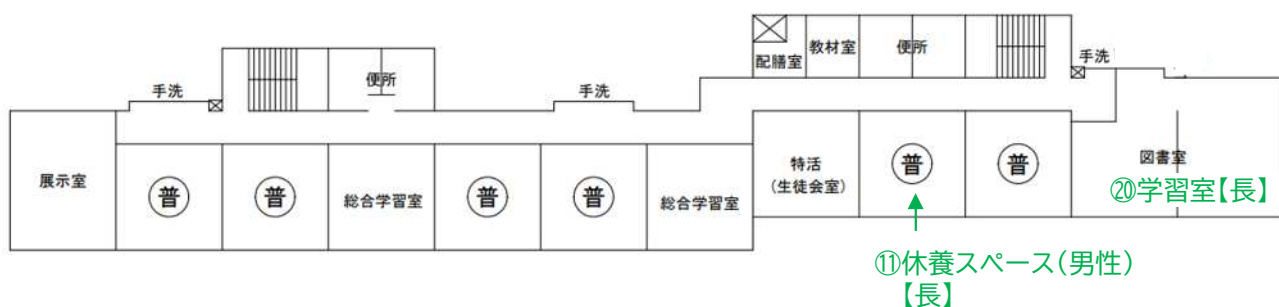 配膳室
教材室
便所
手洗
手洗
便所
手洗
展示室
普
普
総合学習室
普
普
総合学習室
特活
(生徒会室)
普
普
図書室
⑳学習室【長】
⑪休養スペース(男性)
【長】